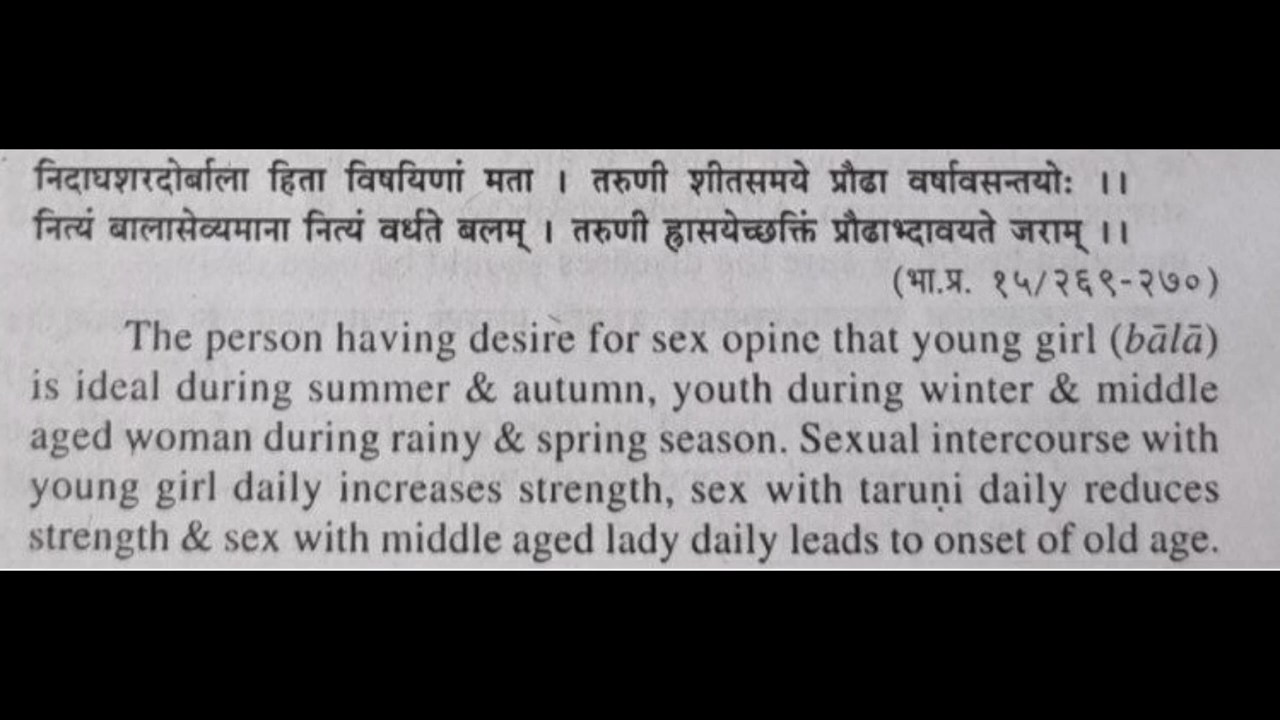 निदाघशरदोर्बाला हिता विषयिणां मता । तरुणी शीतसमये प्रौढा वर्षावसन्तयोः ।।
नित्यं बालासेव्यमाना नित्यं वर्धते बलम् । तरुणी ह्रासयेच्छक्तिं प्रौढाभ्दावयते जराम् ।।
(भा.प्र. १५/२६९-२७०)
The person having desire for sex opine that young girl (bālā)
is ideal during summer & autumn, youth during winter & middle
aged woman during rainy & spring season. Sexual intercourse with
young girl daily increases strength, sex with taruṇi daily reduces
strength & sex with middle aged lady daily leads to onset of old age.